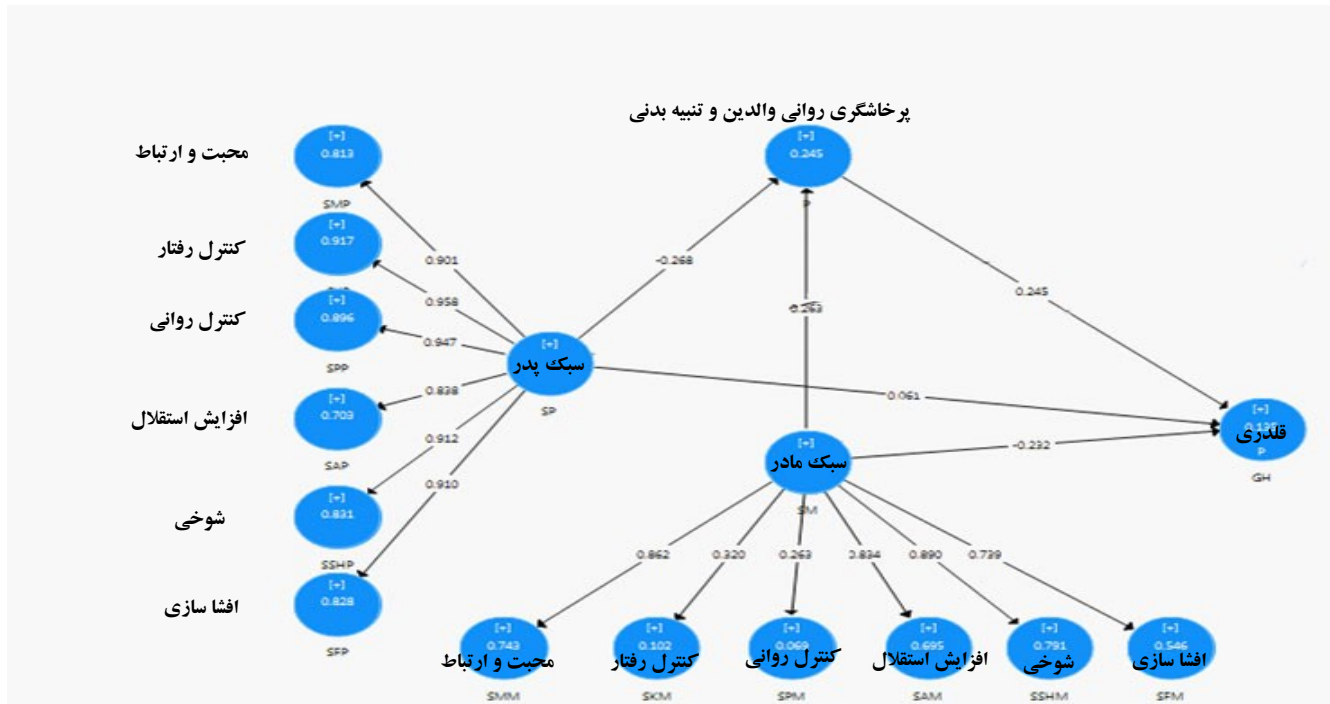 پرخاشگری روانی والدین و تنبیه بدنی
[+]
0.245
P
محبت و ارتباط
[+]
0.813
SMP
کنترل رفتار
[+]
0.917
کنترل روانی
[+]
0.896
SPP
افزایش استقلال
[+]
0.703
SAP
شوخی
[+]
0.831
SSHP
افشا سازی
[+]
0.828
SFP
0.901
0.958
0.947
0.838
0.912
0.910
[+]
سبک پدر
SP
-0.268
0.245
0.061
-0.232
[+]
قلدری
P
GH
[+]
سبک مادر
SM
0.862
0.320
0.263
0.834
0.890
0.739
[+]
0.743
محبت و ارتباط
SMM
[+]
0.102
کنترل رفتار
SKM
[+]
0.069
کنترل روانی
SPM
[+]
0.695
افزایش استقلال
SAM
[+]
0.791
شوخی
SSHM
[+]
0.546
افشا سازی
SFM